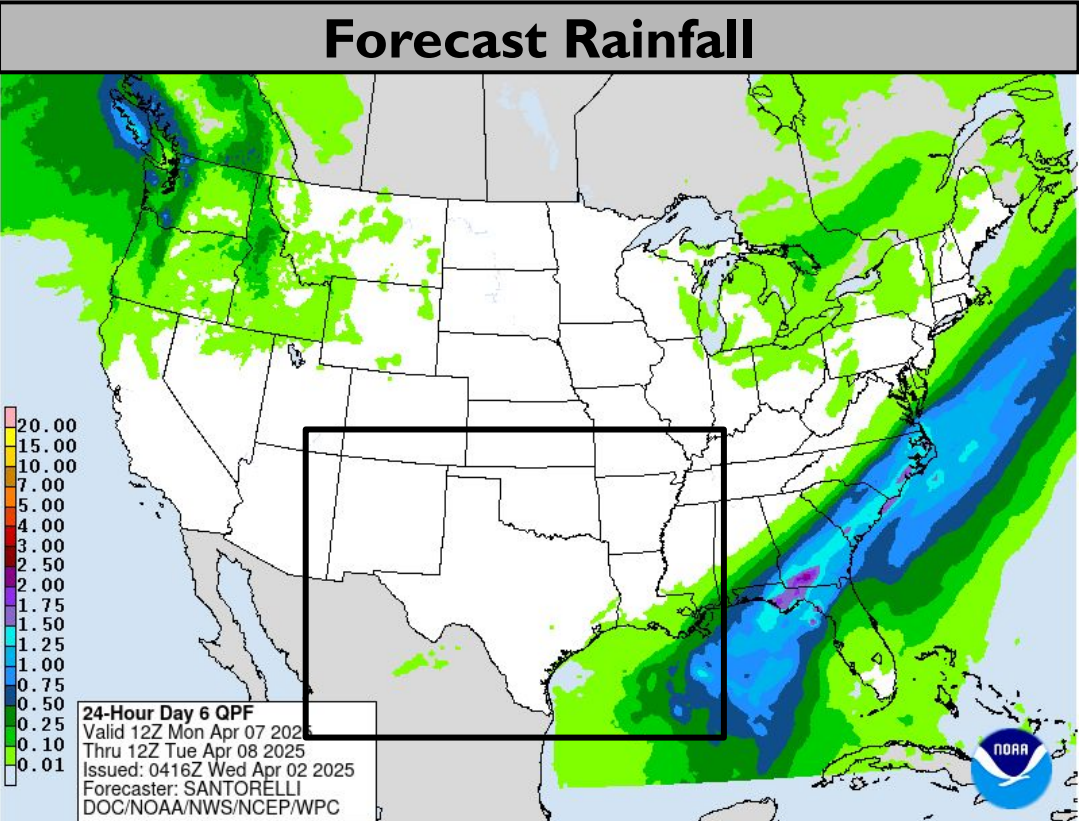 Forecast Rainfall
20.00
15.00
10.00
7.00
5.00
4.00
3.00
2.50
2.00
1.75
1.50
1.25
1.00
0.75
0.50
0.25
0.10
0.01
24-Hour Day 6 QPF
Valid 12Z Mon Apr 07 2025
Thru 12Z Tue Apr 08 2025
Issued: 0416Z Wed Apr 02 2025
Forecaster: SANTORELLI
DOC/NOAA/NWS/NCEP/WPC
NOAA